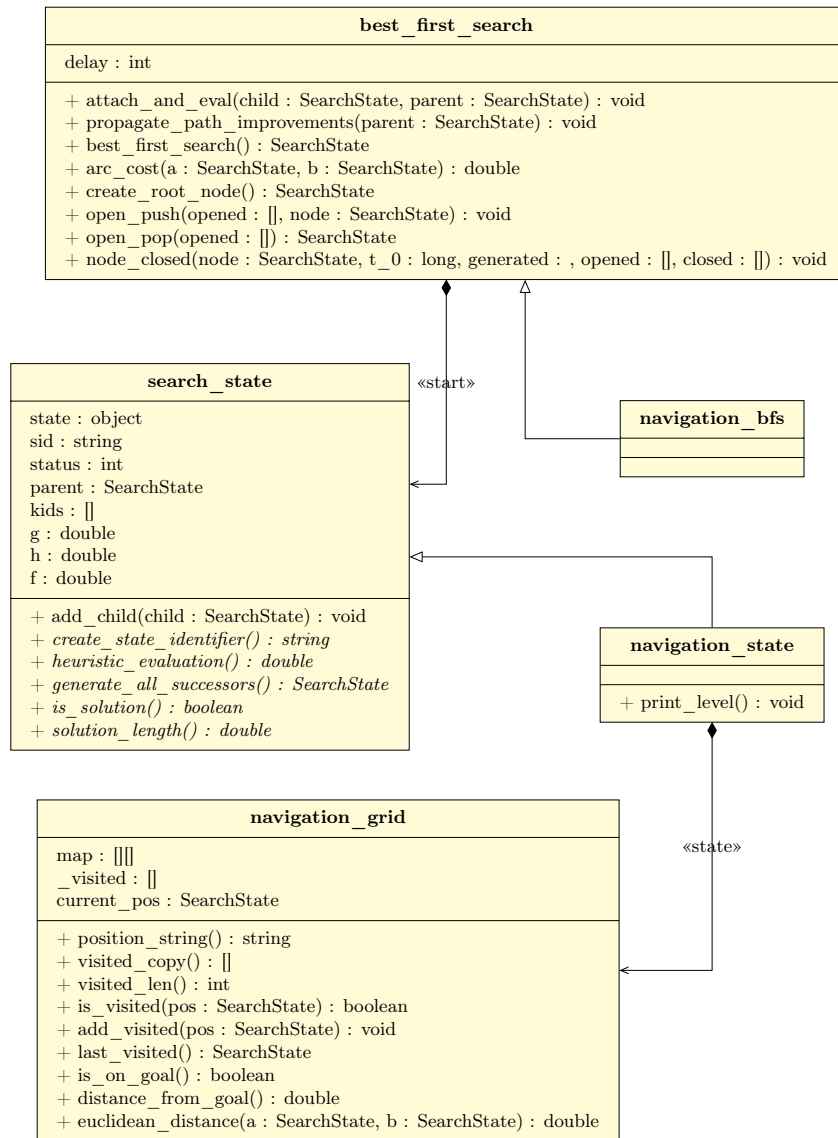 best_first_search
delay : int
+ attach_and_eval(child : SearchState, parent : SearchState) : void
+ propagate_path_improvements(parent : SearchState) : void
+ best_first_search() : SearchState
+ arc_cost(a : SearchState, b : SearchState) : double
+ create_root_node() : SearchState
+ open_push(opened : [], node : SearchState) : void
+ open_pop(opened : []) : SearchState
+ node_closed(node : SearchState, t_0 : long, generated : , opened : [], closed : []) : void
«start»
search_state
state : object
sid : string
status : int
parent : SearchState
kids : []
g : double
h : double
f : double
+ add_child(child : SearchState) : void
+ create_state_identifier() : string
+ heuristic_evaluation() : double
+ generate_all_successors() : SearchState
+ is_solution() : boolean
+ solution_length() : double
navigation_bfs
navigation_state
+ print_level() : void
«state»
navigation_grid
map : [][]
_visited : []
current_pos : SearchState
+ position_string() : string
+ visited_copy() : []
+ visited_len() : int
+ is_visited(pos : SearchState) : boolean
+ add_visited(pos : SearchState) : void
+ last_visited() : SearchState
+ is_on_goal() : boolean
+ distance_from_goal() : double
+ euclidean_distance(a : SearchState, b : SearchState) : double